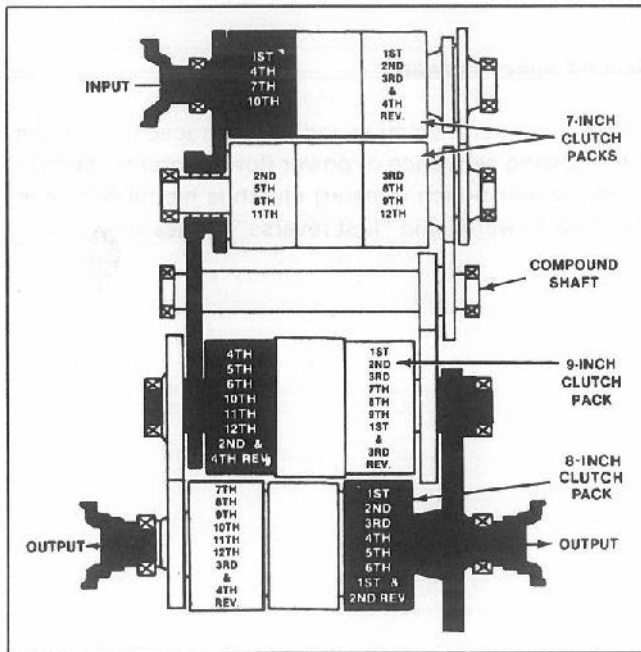 INPUT
1ST
4TH
7TH
10TH
1ST
2ND
3RD
&
4TH
REV.
7-INCH
CLUTCH
PACKS
2ND
5TH
8TH
11TH
3RD
6TH
9TH
12TH
COMPOUND
SHAFT
4TH
5TH
6TH
10TH
11TH
12TH
2ND &
4TH REV.
1ST
2ND
3RD
7TH
8TH
9TH
1ST
&
3RD
REV.
9-INCH
CLUTCH
PACK
8-INCH
CLUTCH
PACK
OUTPUT
7TH
8TH
9TH
10TH
11TH
12TH
3RD
&
4TH
REV.
1ST
2ND
3RD
4TH
5TH
6TH
1ST &
2ND REV.
OUTPUT